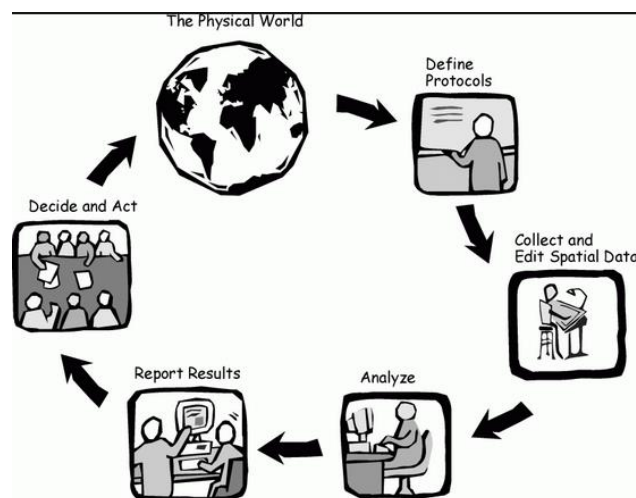 The Physical World
Define
Protocols
Collect and
Edit Spatial Data
Analyze
Report Results
Decide and Act